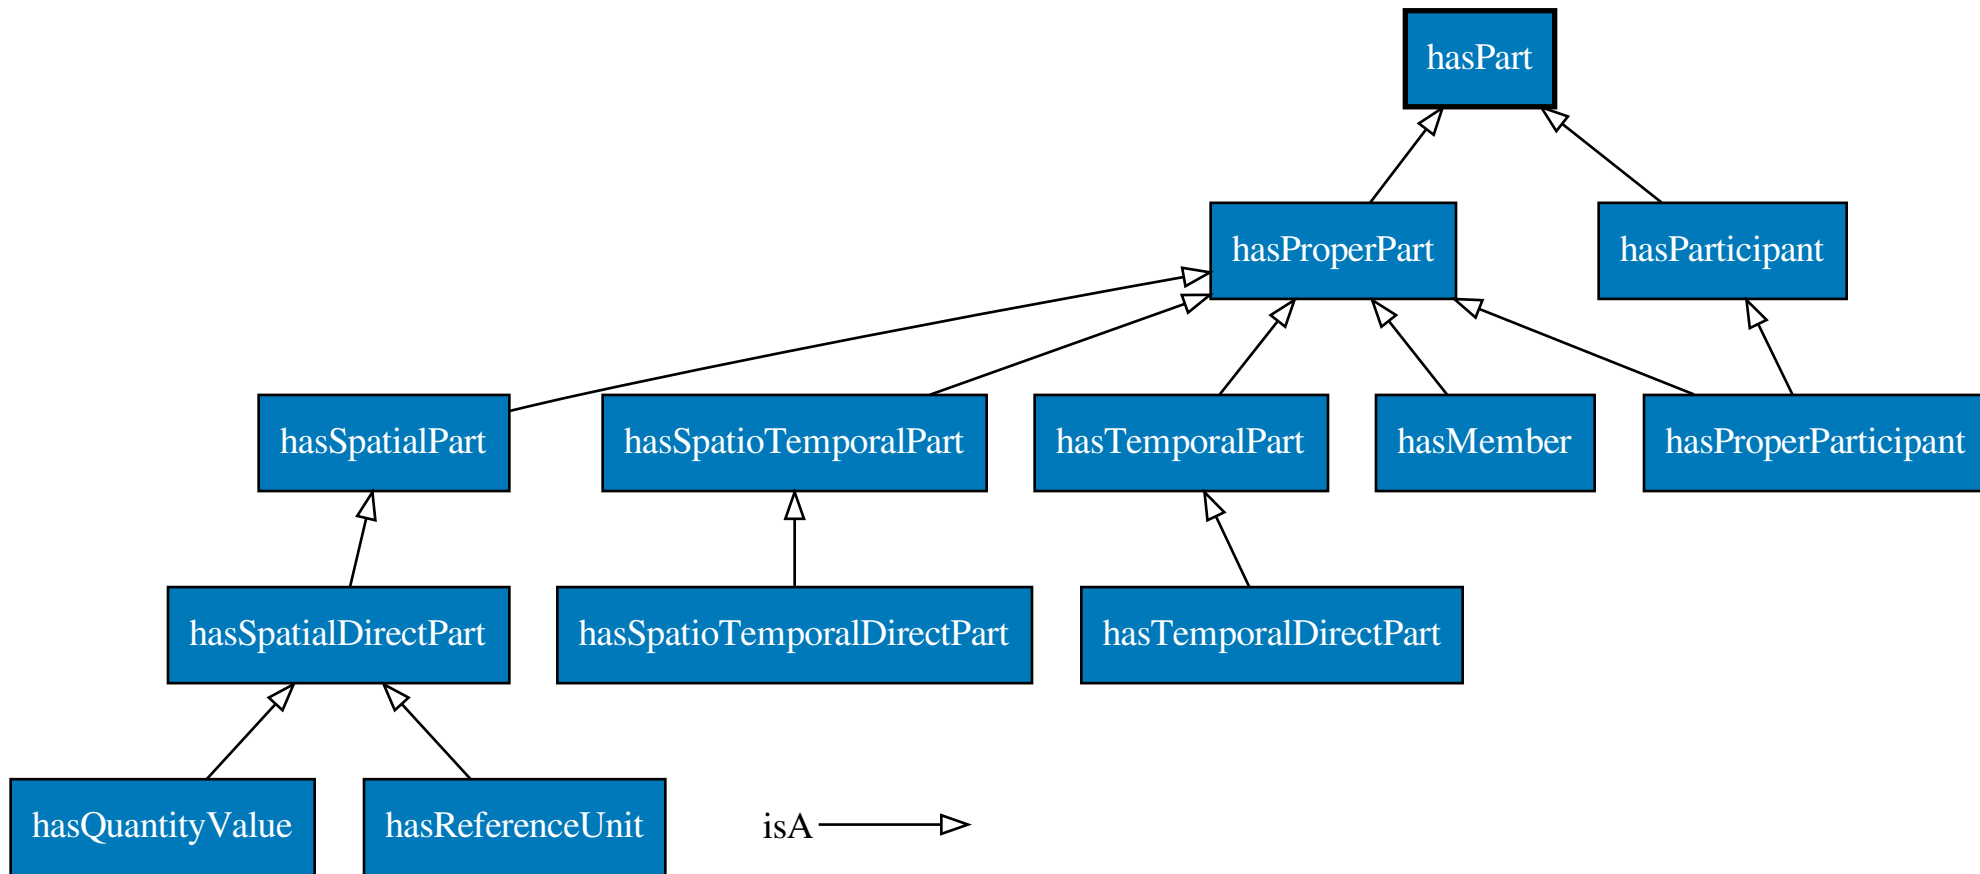 hasPart
hasProperPart
hasParticipant
hasSpatialPart
hasSpatioTemporalPart
hasTemporalPart
hasMember
hasProperParticipant
hasSpatialDirectPart
hasSpatioTemporalDirectPart
hasTemporalDirectPart
hasQuantityValue
hasReferenceUnit
isA